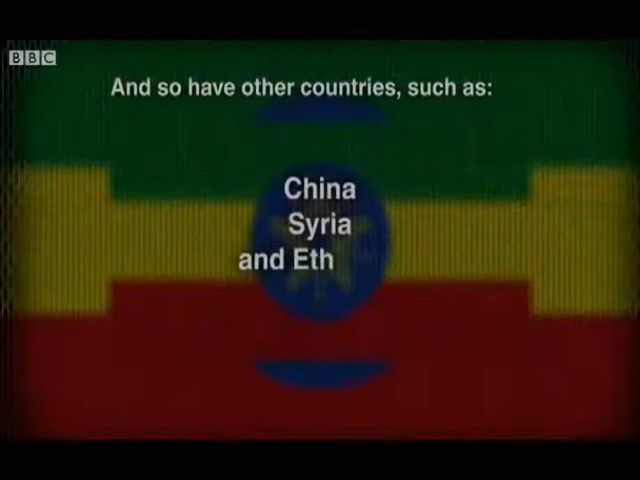 BBC
And so have other countries, such as:
China
Syria
and Eth